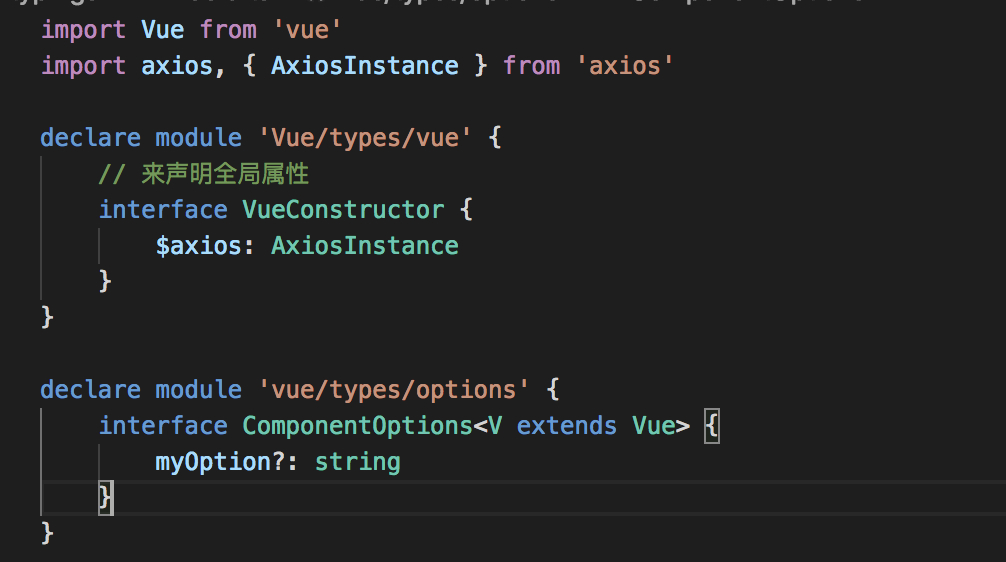 import Vue from 'vue'
import axios, { AxiosInstance } from 'axios'
declare module 'Vue/types/vue' {
// 来声明全局属性
interface VueConstructor {
$axios: AxiosInstance
}
}
declare module 'vue/types/options' {
interface ComponentOptions<V extends Vue> {
myOption?: string
}
}